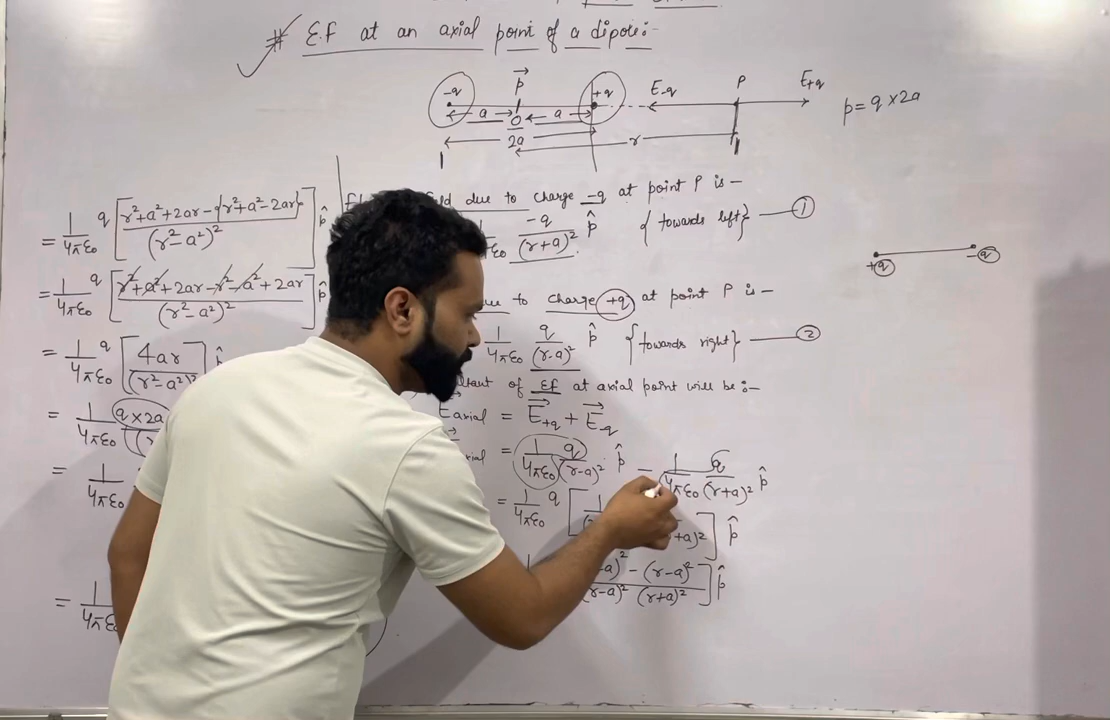 # E.F at an axial point of a dipole:-
-q p⃗ +q E-q P E+q
p = q × 2a
a O a
2a r
due to charge -q at point P is -
-q/(r+a)² p̂ {towards left} — ①
+q -q
to charge +q at point P is -
1/4πε₀ q/(r-a)² p̂ {towards right} — ②
of EF at axial point will be :-
E⃗axial = E⃗+q + E⃗-q
= 1/4πε₀ q/(r-a)² p̂ - 1/4πε₀ q/(r+a)² p̂
= 1/4πε₀ q [ +a)² ] p̂
a)² - (r-a)² / (r-a)² (r+a)² ] p̂
= 1/4πε₀ q [ r²+a²+2ar-{r²+a²-2ar} / (r²-a²)² ] p̂
= 1/4πε₀ q [ r²+a²+2ar-r²-a²+2ar / (r²-a²)² ] p̂
= 1/4πε₀ q [ 4ar / (r²-a²)² ] p̂
= 1/4πε₀ q×2a
= 1/4πε₀
= 1/4πε₀